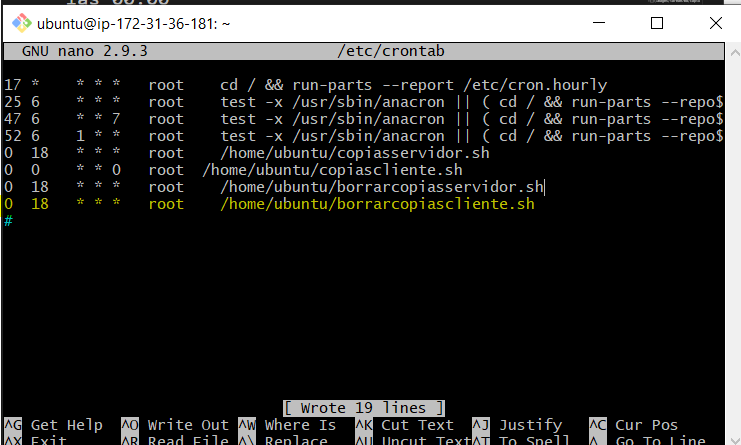 ubuntu@ip-172-31-36-181: ~
GNU nano 2.9.3 /etc/crontab
17 * * * * root cd / && run-parts --report /etc/cron.hourly
25 6 * * * root test -x /usr/sbin/anacron || ( cd / && run-parts --repo$
47 6 * * 7 root test -x /usr/sbin/anacron || ( cd / && run-parts --repo$
52 6 1 * * root test -x /usr/sbin/anacron || ( cd / && run-parts --repo$
0 18 * * * root /home/ubuntu/copiasservidor.sh
0 0 * * 0 root /home/ubuntu/copiascliente.sh
0 18 * * * root /home/ubuntu/borrarcopiasservidor.sh
0 18 * * * root /home/ubuntu/borrarcopiascliente.sh
#
[ Wrote 19 lines ]
^G Get Help ^O Write Out ^W Where Is ^K Cut Text ^J Justify ^C Cur Pos
^X Exit ^R Read File ^\ Replace ^U Uncut Text ^T To Spell ^_ Go To Line